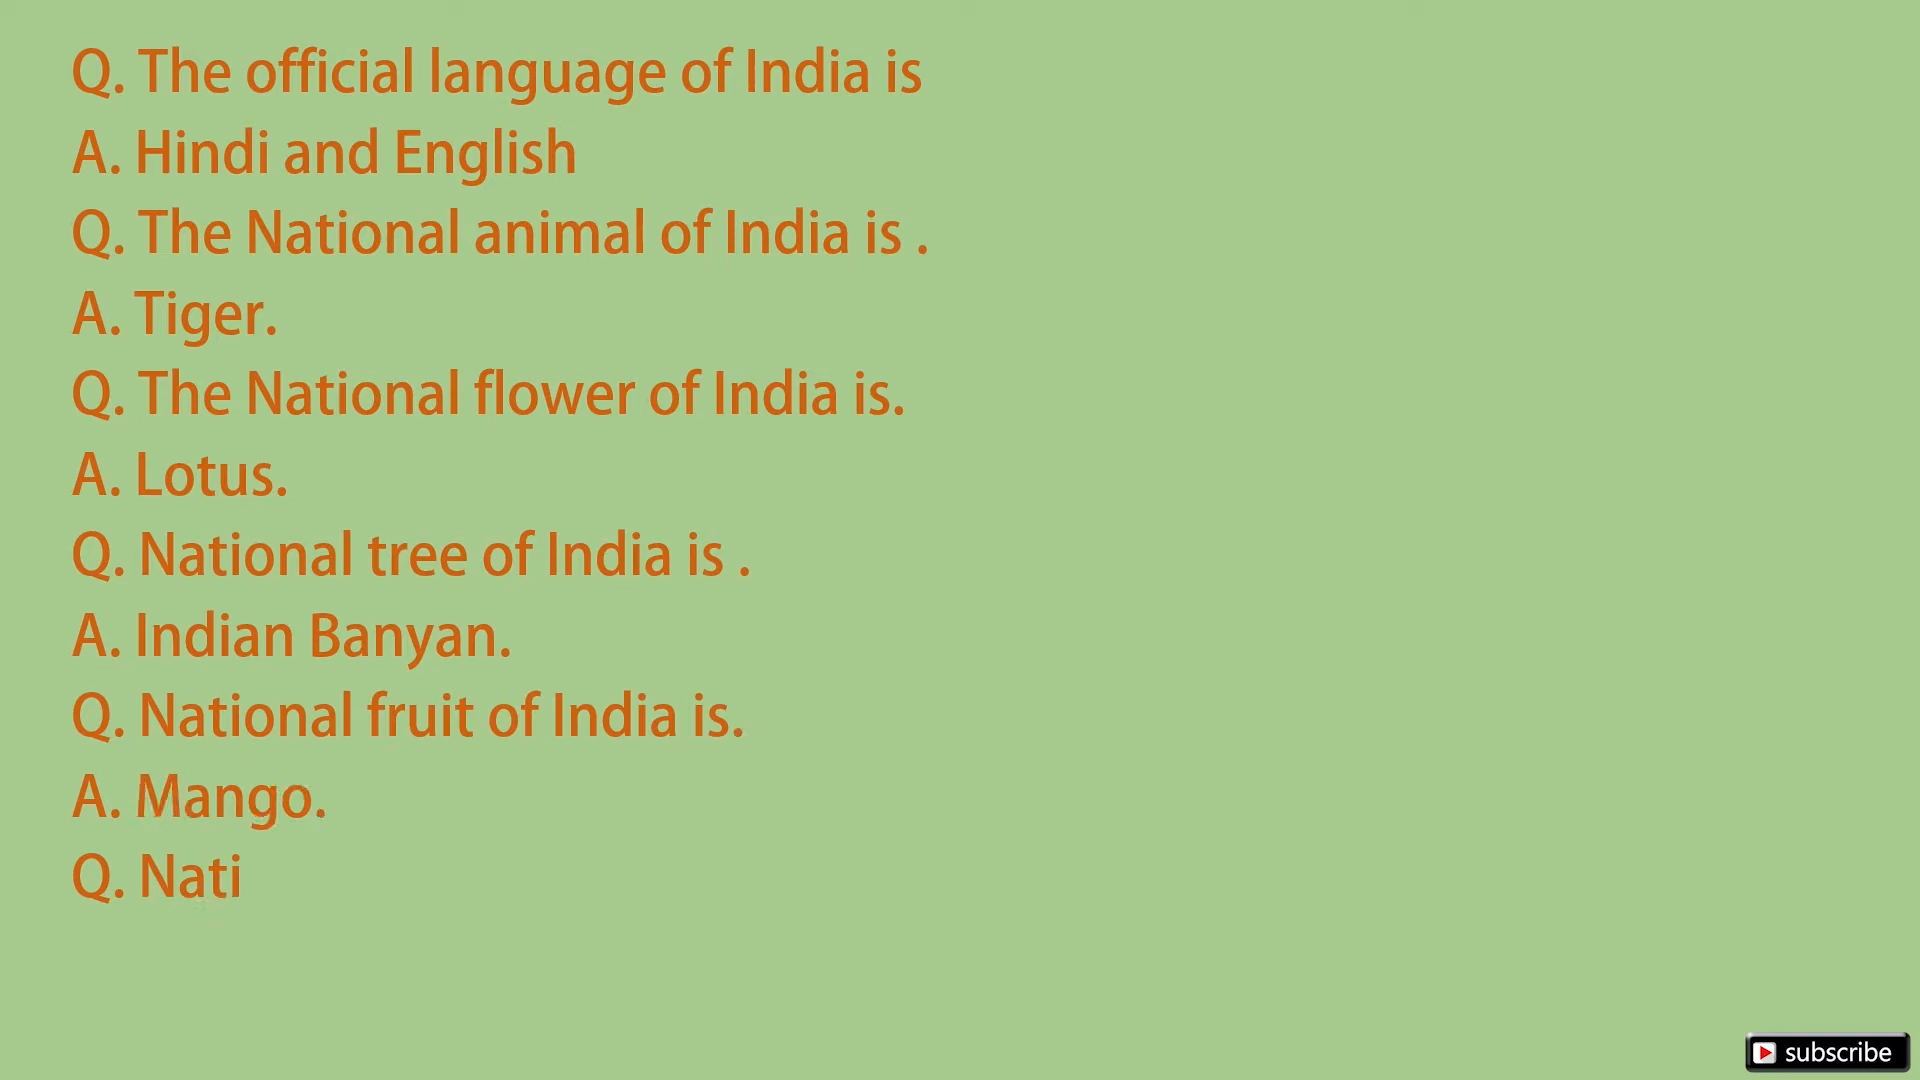 Q. The official language of India is
A. Hindi and English
Q. The National animal of India is .
A. Tiger.
Q. The National flower of India is.
A. Lotus.
Q. National tree of India is .
A. Indian Banyan.
Q. National fruit of India is.
A. Mango.
Q. Nati
subscribe